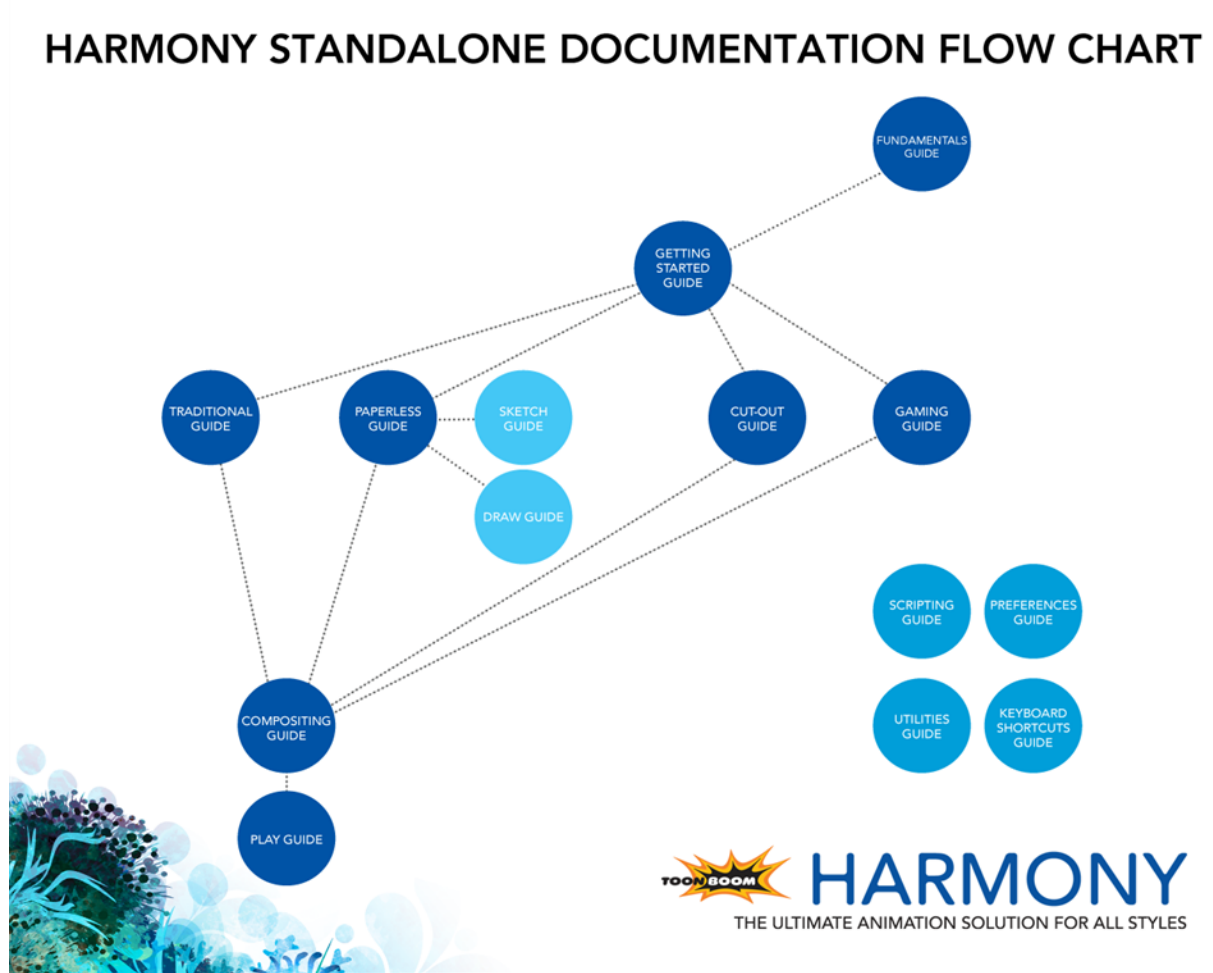 HARMONY STANDALONE DOCUMENTATION FLOW CHART
FUNDAMENTALS
GUIDE
GETTING
STARTED
GUIDE
TRADITIONAL
GUIDE
PAPERLESS
GUIDE
SKETCH
GUIDE
CUT-OUT
GUIDE
GAMING
GUIDE
DRAW GUIDE
SCRIPTING
GUIDE
PREFERENCES
GUIDE
COMPOSITING
GUIDE
UTILITIES
GUIDE
KEYBOARD
SHORTCUTS
GUIDE
PLAY GUIDE
TOON BOOM
HARMONY
THE ULTIMATE ANIMATION SOLUTION FOR ALL STYLES